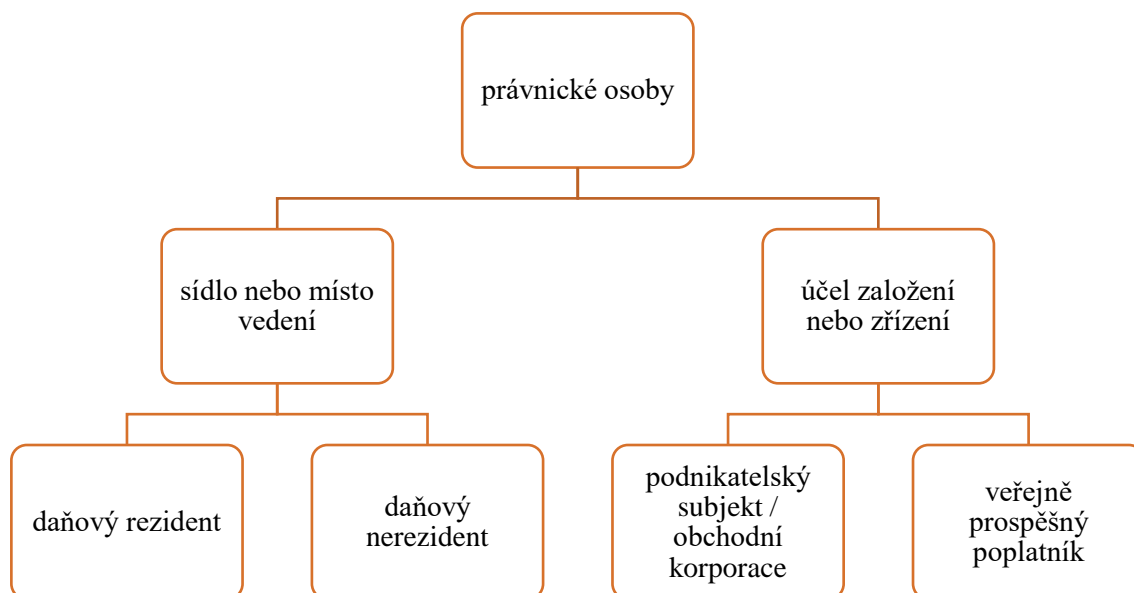 právnické osoby
sídlo nebo místo
vedení
účel založení
nebo zřízení
daňový rezident
daňový
nerezident
podnikatelský
subjekt /
obchodní
korporace
veřejně
prospěšný
poplatník